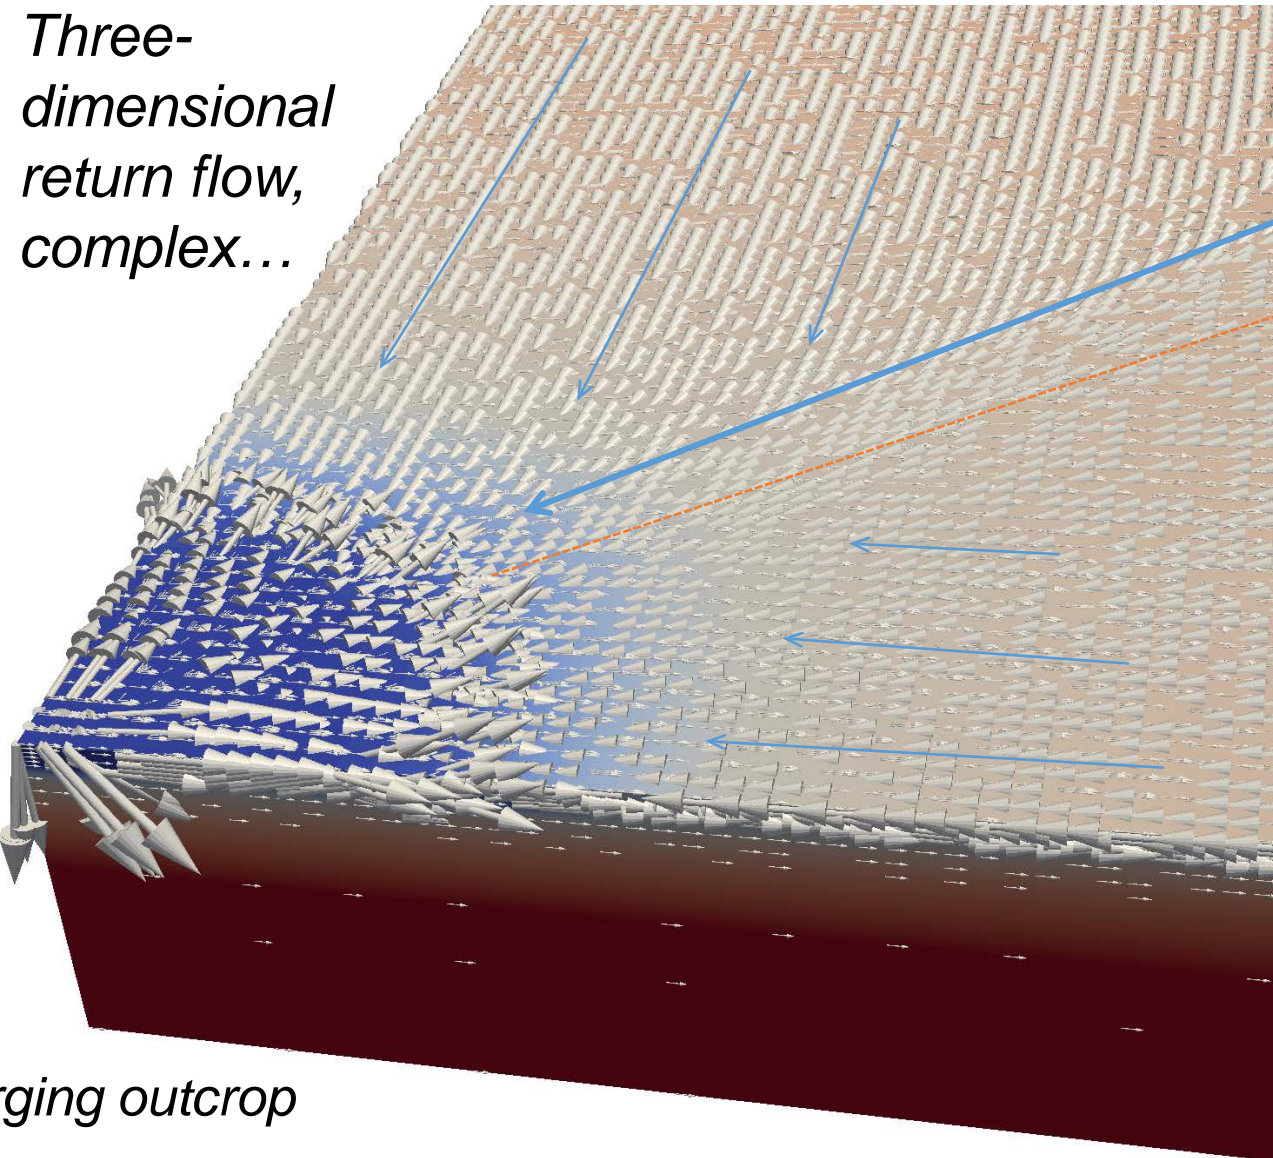 Three-
dimensional
return flow,
complex…
rging outcrop